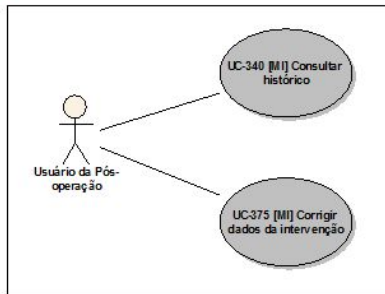 UC-340 [MI] Consultar
histórico
Usuário da Pós-
operação
UC-375 [MI] Corrigir
dados da intervenção